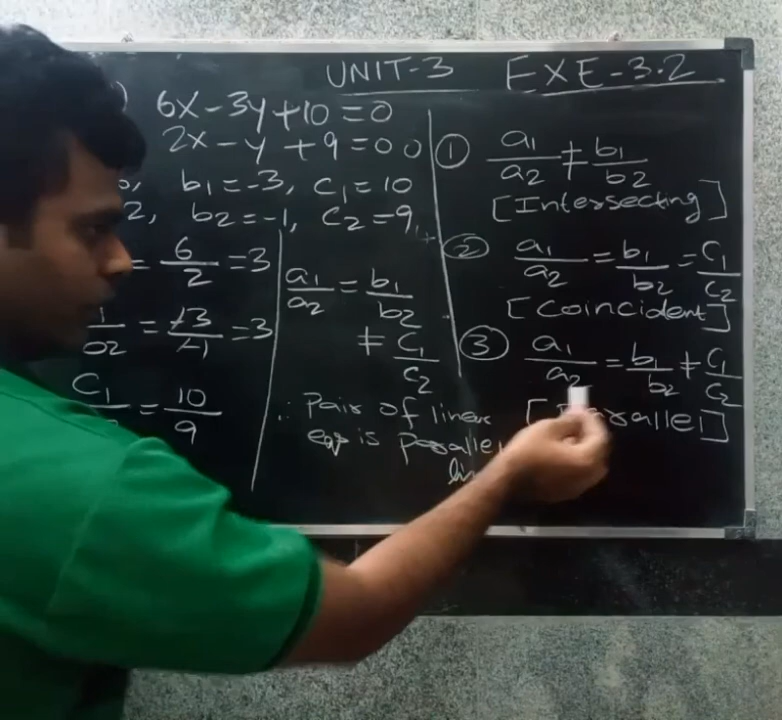 UNIT-3 EXE-3.2
6x-3y+10=0
2x-y+9=0
b1=-3, c1=10
2, b2=-1, c2=9,
= 6/2 =3
= -3/-1 =3
c1 = 10/9
a1/a2 = b1/b2
≠ c1/c2
∴ Pair of linear
is parallel
① a1/a2 ≠ b1/b2
[Intersecting]
② a1/a2 = b1/b2 = c1/c2
[Coincident]
③ a1/a2 = b1/b2 ≠ c1/c2
[Parallel]